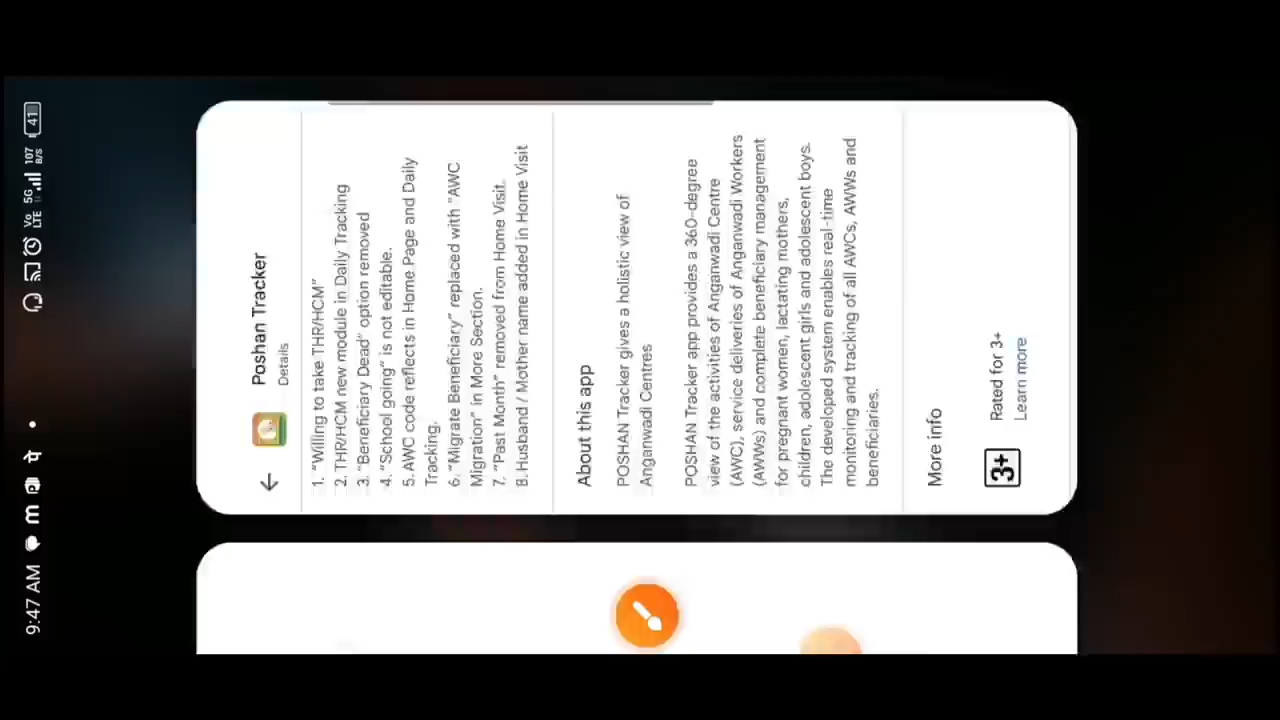 9:47 AM
Vo LTE 5G 107 B/S 41
Poshan Tracker
Details
1. "Willing to take THR/HCM"
2. THR/HCM new module in Daily Tracking
3. "Beneficiary Dead" option removed
4. "School going" is not editable.
5. AWC code reflects in Home Page and Daily
Tracking.
6. "Migrate Beneficiary" replaced with "AWC
Migration" in More Section.
7. "Past Month" removed from Home Visit.
8. Husband / Mother name added in Home Visit
About this app
POSHAN Tracker gives a holistic view of
Anganwadi Centres
POSHAN Tracker app provides a 360-degree
view of the activities of Anganwadi Centre
(AWC), service deliveries of Anganwadi Workers
(AWWs) and complete beneficiary management
for pregnant women, lactating mothers,
children, adolescent girls and adolescent boys.
The developed system enables real-time
monitoring and tracking of all AWCs, AWWs and
beneficiaries.
More info
3+
Rated for 3+
Learn more